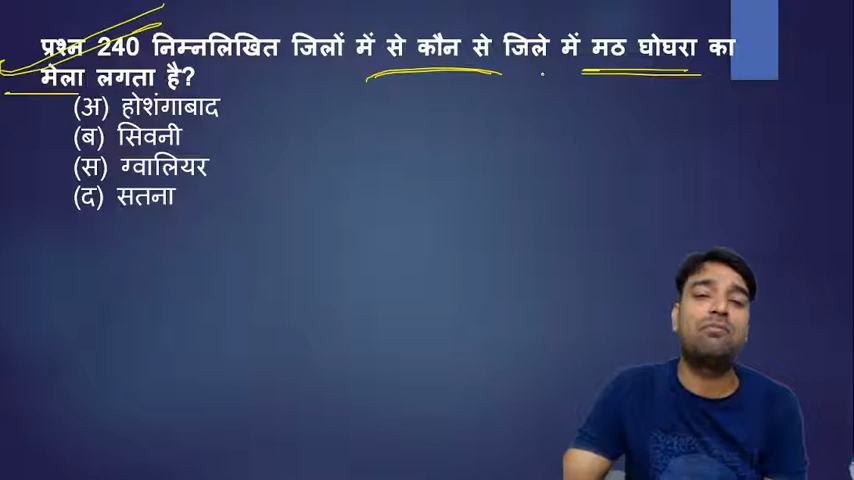 प्रश्न 240 निम्नलिखित जिलों में से कौन से जिले में मठ घोघरा का
मेला लगता है?
(अ) होशंगाबाद
(ब) सिवनी
(स) ग्वालियर
(द) सतना